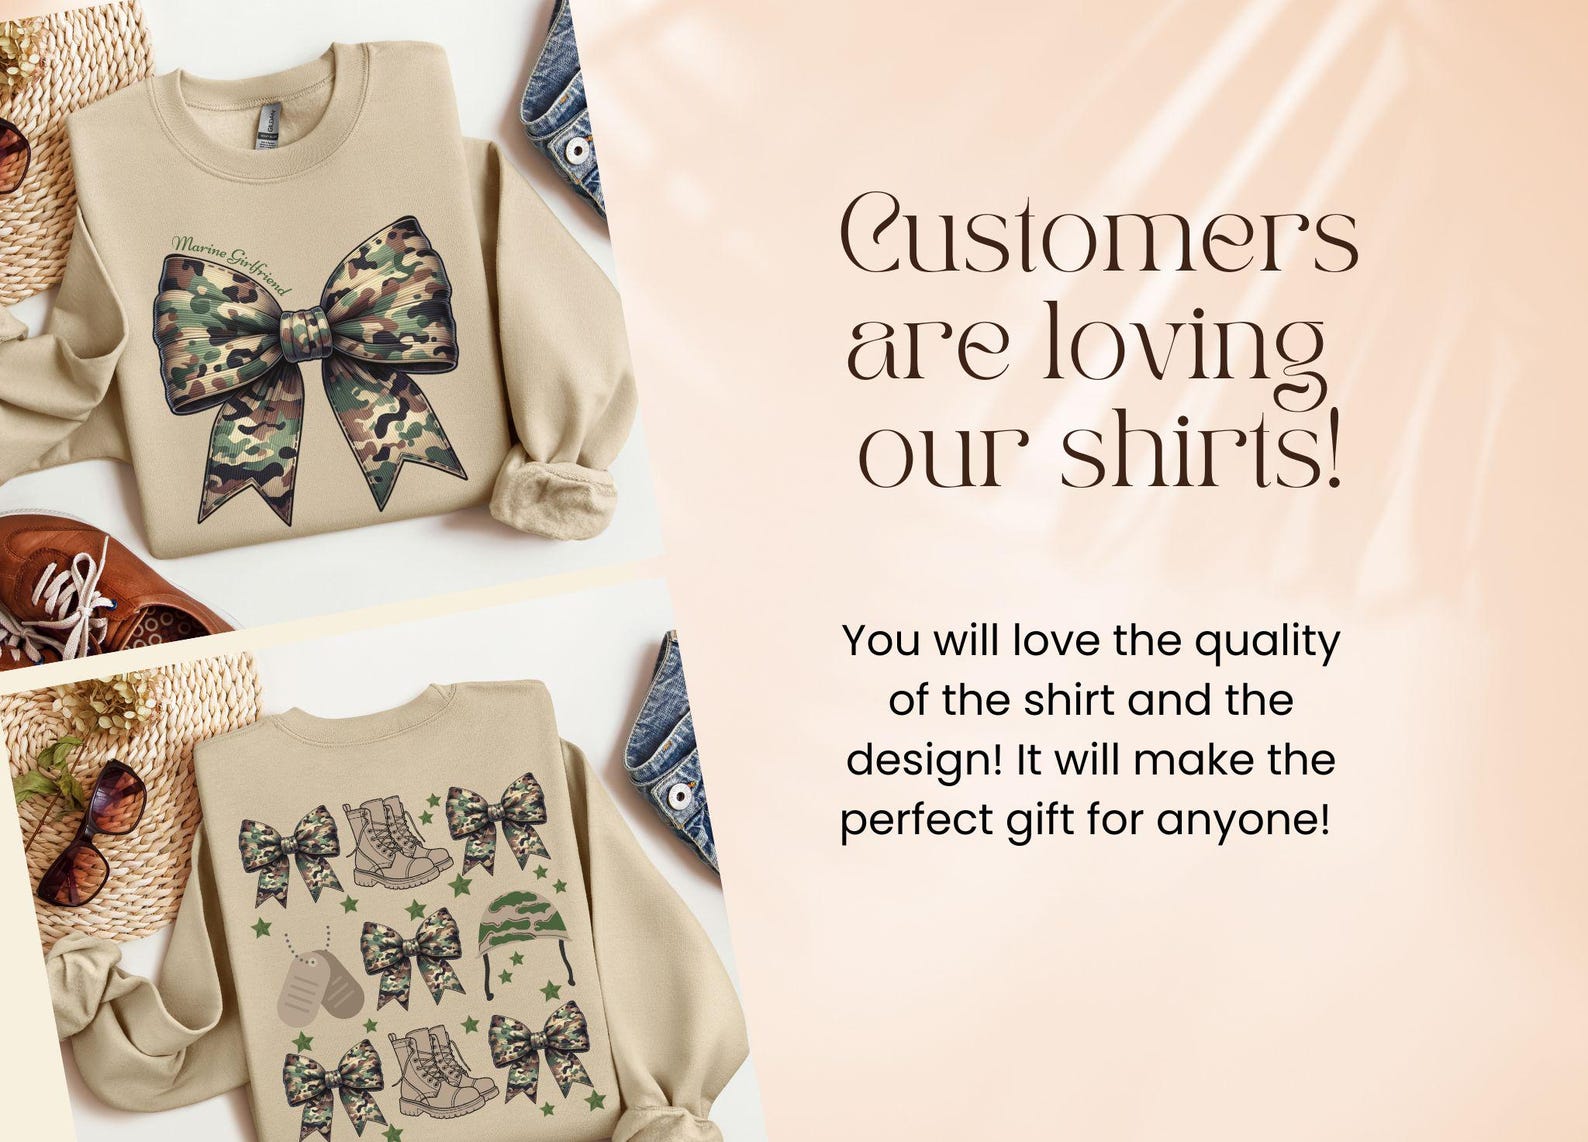 GILDAN
Marine Girlfriend
Customers
are loving
our shirts!
You will love the quality
of the shirt and the
design! It will make the
perfect gift for anyone!